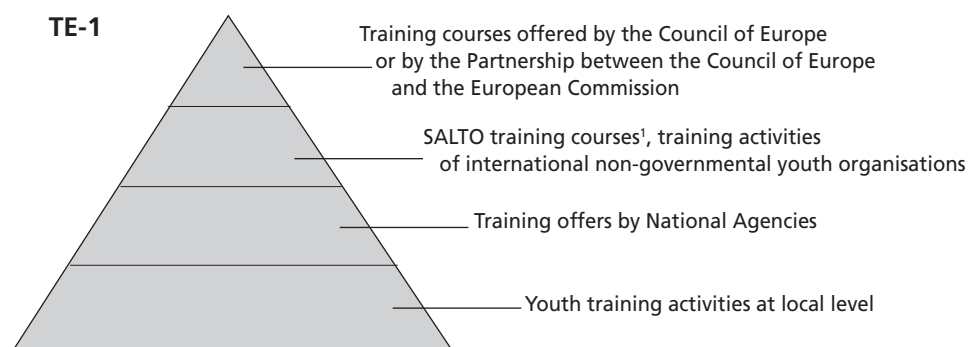 TE-1
Training courses offered by the Council of Europe
or by the Partnership between the Council of Europe
and the European Commission
SALTO training courses¹, training activities
of international non-governmental youth organisations
Training offers by National Agencies
Youth training activities at local level